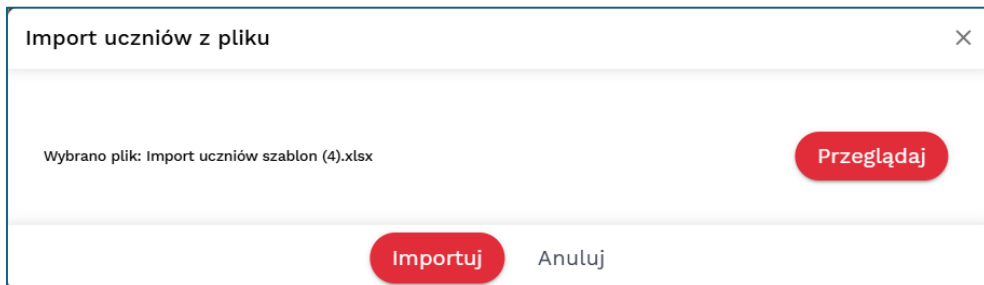 Import uczniów z pliku
Wybrano plik: Import uczniów szablon (4).xlsx
Przeglądaj
Importuj
Anuluj